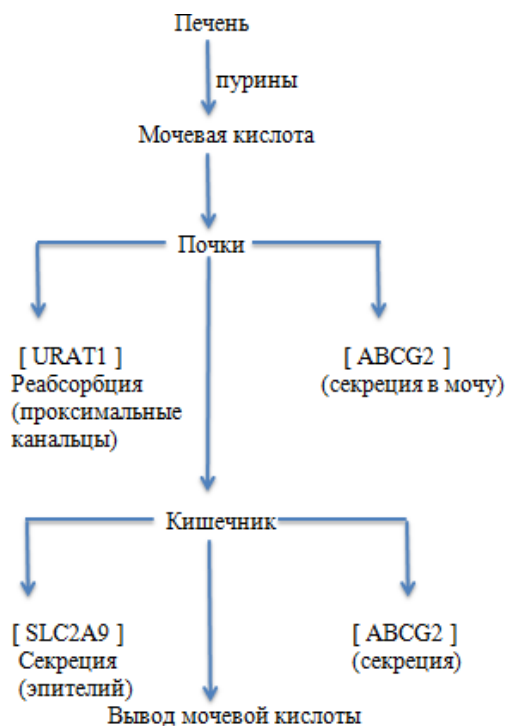 Печень
пурины
Мочевая кислота
Почки
[ URAT1 ]
Реабсорбция
(проксимальные
канальцы)
[ ABCG2 ]
(секреция в мочу)
Кишечник
[ SLC2A9 ]
Секреция
(эпителий)
[ ABCG2 ]
(секреция)
Вывод мочевой кислоты